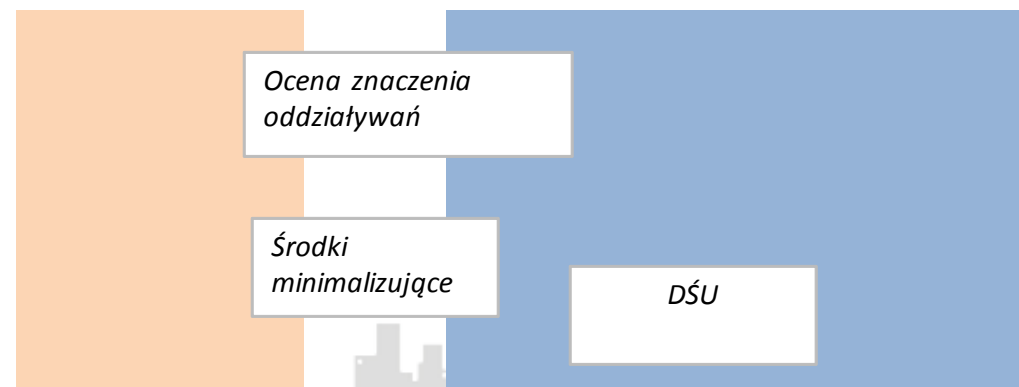 Ocena znaczenia
oddziaływań
Środki
minimalizujące
DŚU